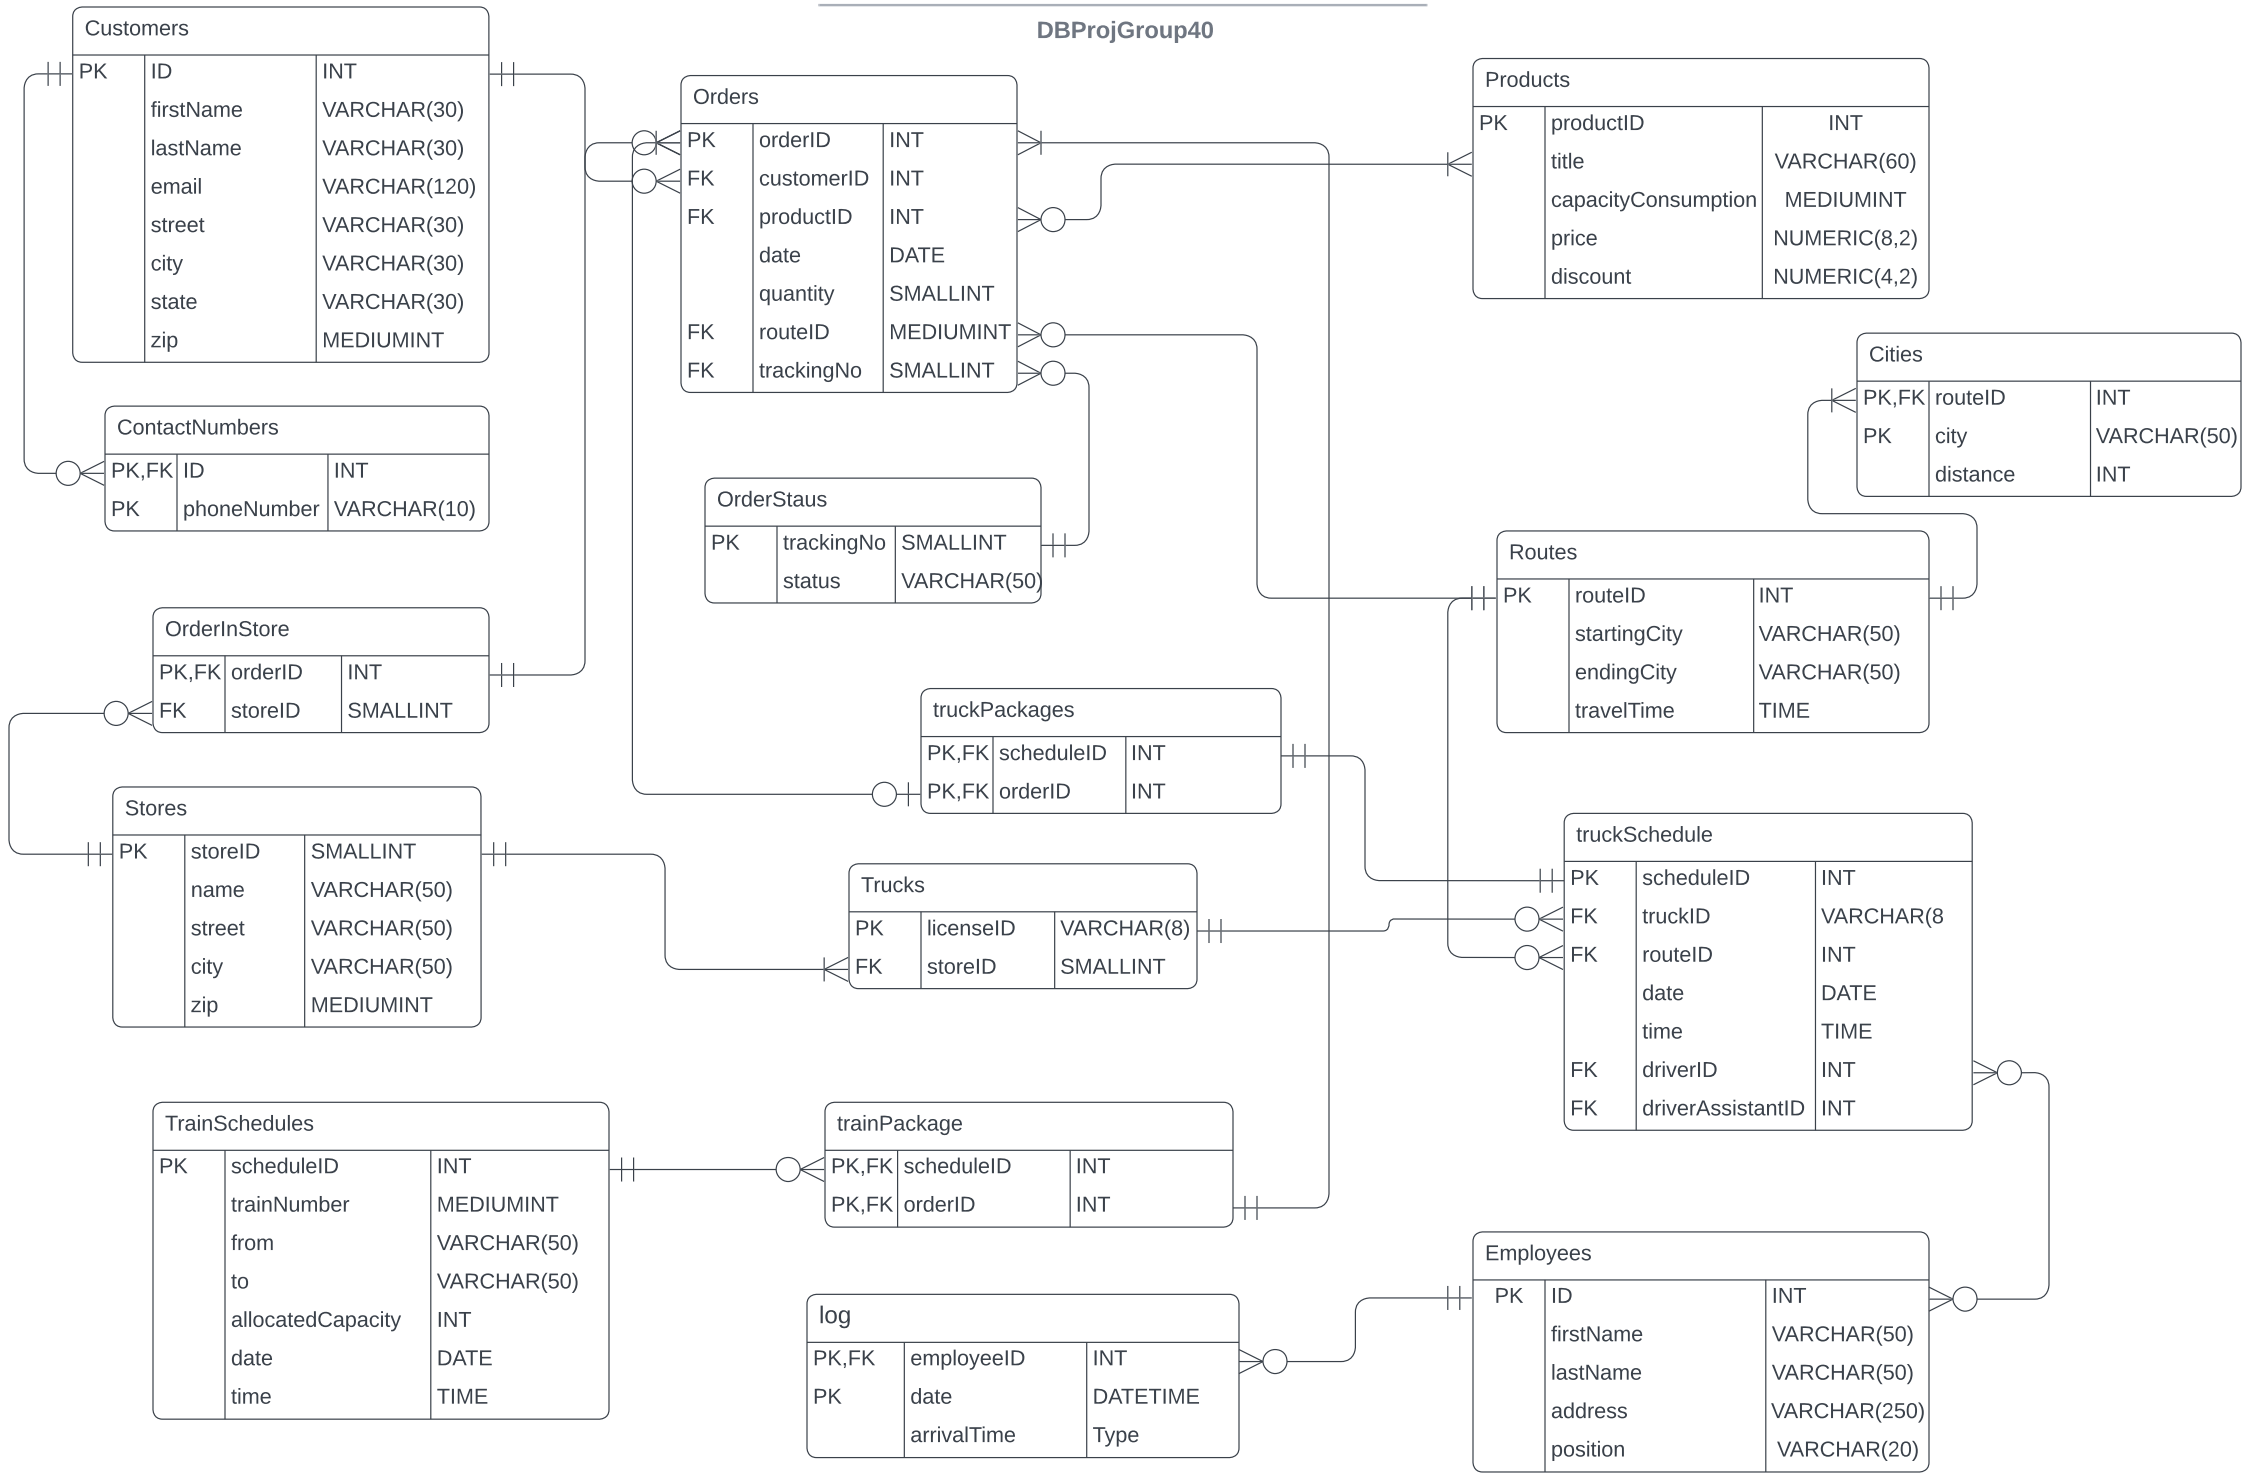 DBProjGroup40
Customers
PK ID INT
firstName VARCHAR(30)
lastName VARCHAR(30)
email VARCHAR(120)
street VARCHAR(30)
city VARCHAR(30)
state VARCHAR(30)
zip MEDIUMINT
Orders
PK orderID INT
FK customerID INT
FK productID INT
date DATE
quantity SMALLINT
FK routeID MEDIUMINT
FK trackingNo SMALLINT
Products
PK productID INT
title VARCHAR(60)
capacityConsumption MEDIUMINT
price NUMERIC(8,2)
discount NUMERIC(4,2)
Cities
PK,FK routeID INT
PK city VARCHAR(50)
distance INT
ContactNumbers
PK,FK ID INT
PK phoneNumber VARCHAR(10)
OrderStaus
PK trackingNo SMALLINT
status VARCHAR(50)
Routes
PK routeID INT
startingCity VARCHAR(50)
endingCity VARCHAR(50)
travelTime TIME
OrderInStore
PK,FK orderID INT
FK storeID SMALLINT
truckPackages
PK,FK scheduleID INT
PK,FK orderID INT
Stores
PK storeID SMALLINT
name VARCHAR(50)
street VARCHAR(50)
city VARCHAR(50)
zip MEDIUMINT
Trucks
PK licenseID VARCHAR(8)
FK storeID SMALLINT
truckSchedule
PK scheduleID INT
FK truckID VARCHAR(8
FK routeID INT
date DATE
time TIME
FK driverID INT
FK driverAssistantID INT
TrainSchedules
PK scheduleID INT
trainNumber MEDIUMINT
from VARCHAR(50)
to VARCHAR(50)
allocatedCapacity INT
date DATE
time TIME
trainPackage
PK,FK scheduleID INT
PK,FK orderID INT
log
PK,FK employeeID INT
PK date DATETIME
arrivalTime Type
Employees
PK ID INT
firstName VARCHAR(50)
lastName VARCHAR(50)
address VARCHAR(250)
position VARCHAR(20)